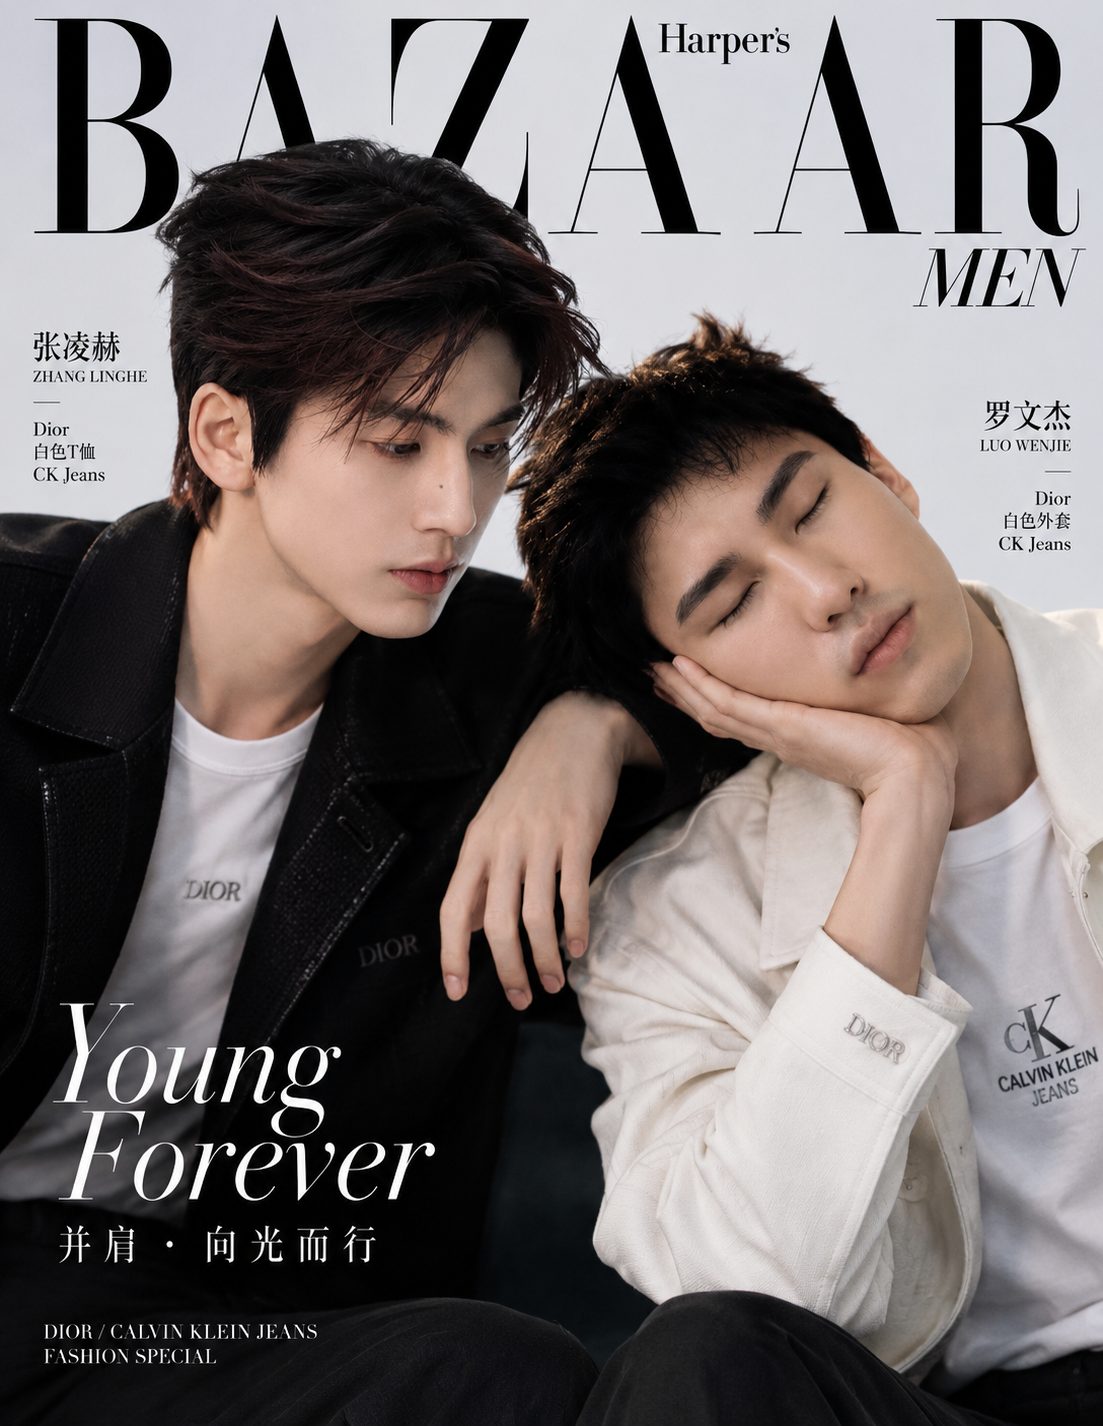 BAZAAR
Harper's
MEN
张凌赫
ZHANG LINGHE
Dior
白色T恤
CK Jeans
罗文杰
LUO WENJIE
Dior
白色外套
CK Jeans
DIOR
DIOR
DIOR
CK
CALVIN KLEIN
JEANS
Young
Forever
并肩·向光而行
DIOR / CALVIN KLEIN JEANS
FASHION SPECIAL